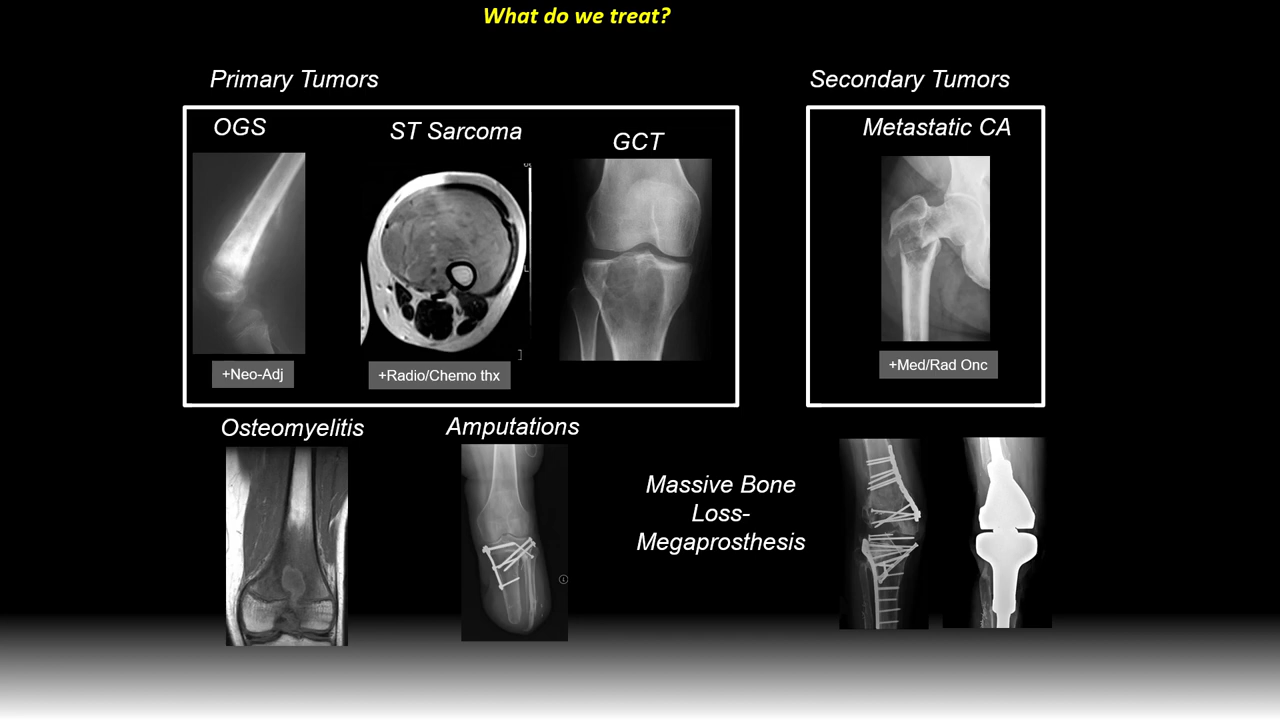 What do we treat?
Primary Tumors
Secondary Tumors
OGS
ST Sarcoma
GCT
Metastatic CA
+Neo-Adj
+Radio/Chemo thx
+Med/Rad Onc
Osteomyelitis
Amputations
Massive Bone
Loss-
Megaprosthesis